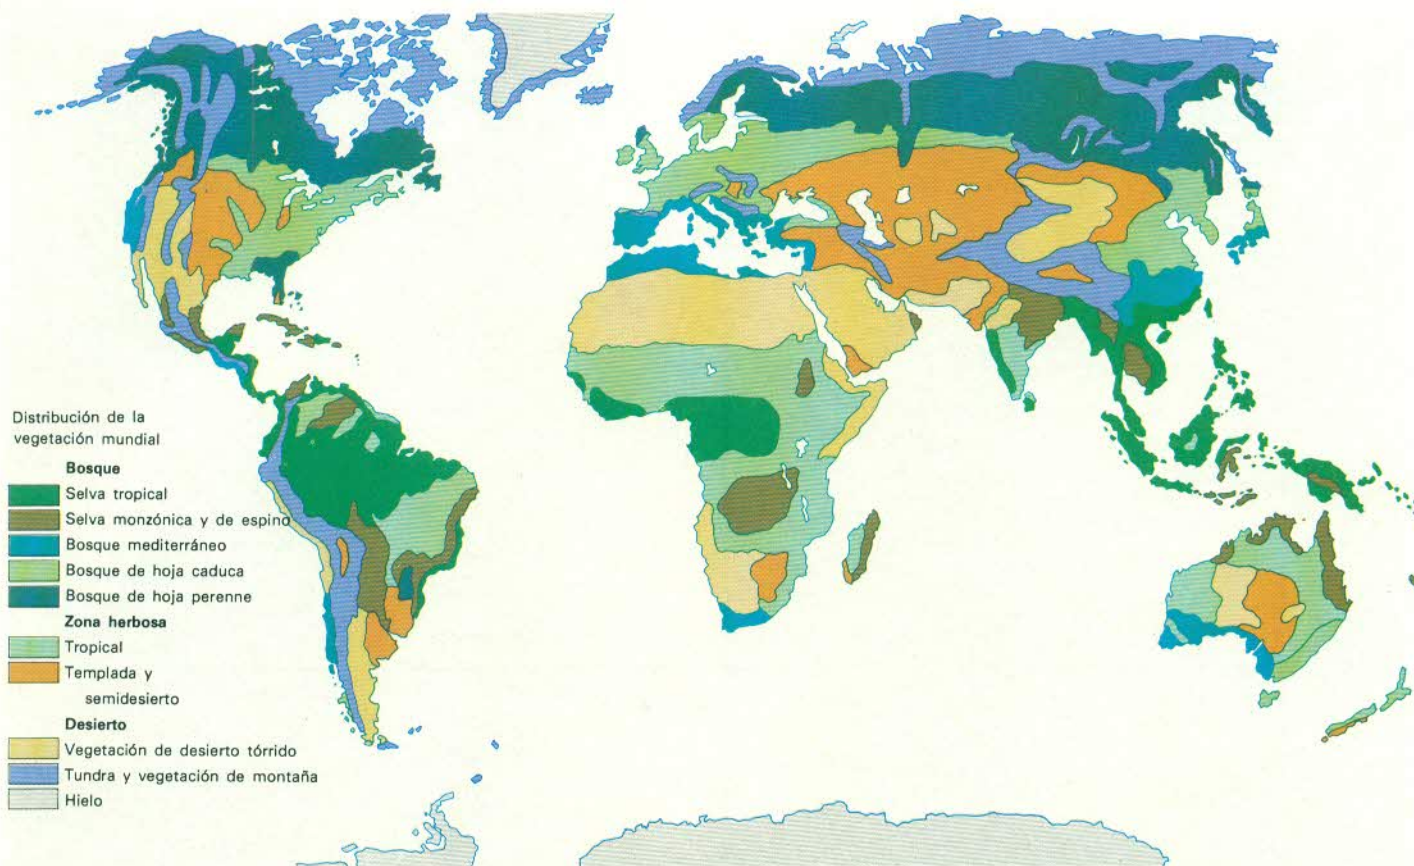 Distribución de la
vegetación mundial
Bosque
Selva tropical
Selva monzónica y de espino
Bosque mediterráneo
Bosque de hoja caduca
Bosque de hoja perenne
Zona herbosa
Tropical
Templada y
semidesierto
Desierto
Vegetación de desierto tórrido
Tundra y vegetación de montaña
Hielo